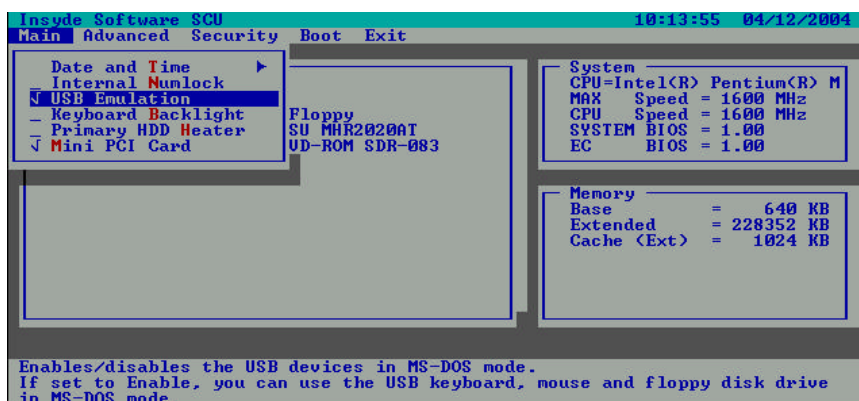 Insyde Software SCU 10:13:55 04/12/2004
Main Advanced Security Boot Exit
Date and Time
_ Internal Numlock
√ USB Emulation
_ Keyboard Backlight
_ Primary HDD Heater
√ Mini PCI Card
Floppy
SU MHR2020AT
VD-ROM SDR-083
System
CPU=Intel(R) Pentium(R) M
MAX Speed = 1600 MHz
CPU Speed = 1600 MHz
SYSTEM BIOS = 1.00
EC BIOS = 1.00
Memory
Base = 640 KB
Extended = 228352 KB
Cache (Ext) = 1024 KB
Enables/disables the USB devices in MS-DOS mode.
If set to Enable, you can use the USB keyboard, mouse and floppy disk drive
in MS-DOS mode